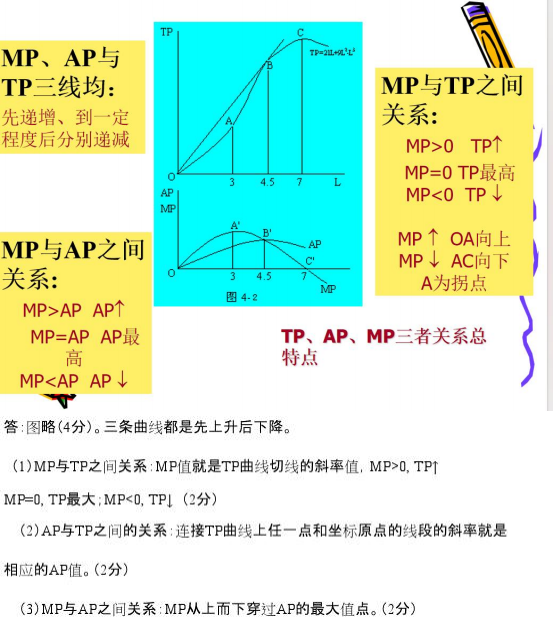 MP、AP与
TP三线均:
先递增、到一定
程度后分别递减
TP
C
TP=21L+9L²-L³
B
A
O
3
4.5
7
L
AP
MP
A'
B'
AP
O
3
4.5
7
C'
L
MP
图 4-2
MP与TP之间
关系:
MP>0 TP↑
MP=0 TP最高
MP<0 TP↓
MP↑ OA向上
MP↓ AC向下
A为拐点
MP与AP之间
关系:
MP>AP AP↑
MP=AP AP最
高
MP<AP AP↓
TP、AP、MP三者关系总
特点
答:图略(4分)。三条曲线都是先上升后下降。
(1)MP与TP之间关系:MP值就是TP曲线切线的斜率值, MP>0, TP↑
MP=0, TP最大;MP<0, TP↓ (2分)
(2)AP与TP之间的关系:连接TP曲线上任一点和坐标原点的线段的斜率就是
相应的AP值。(2分)
(3)MP与AP之间关系:MP从上而下穿过AP的最大值点。(2分)